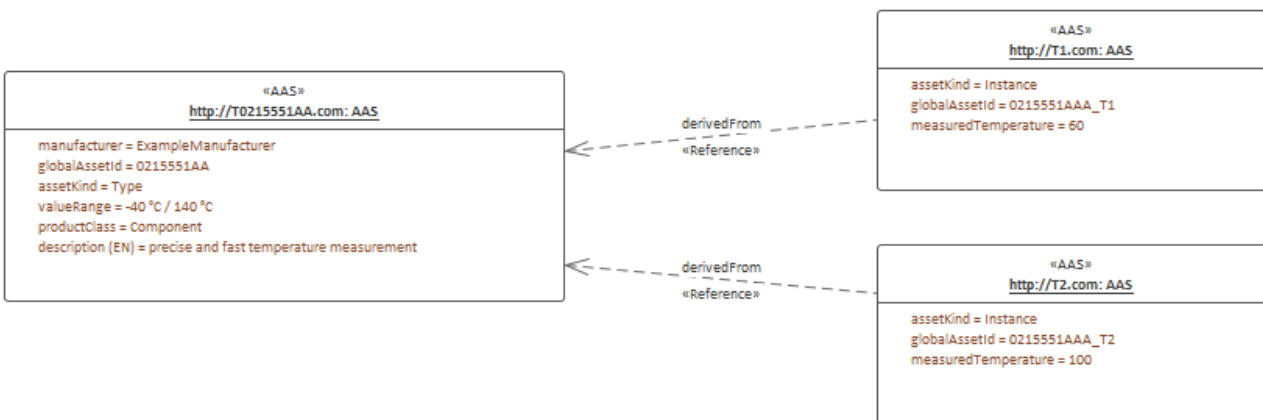 «AAS»
http://T0215551AA.com: AAS
manufacturer = ExampleManufacturer
globalAssetId = 0215551AA
assetKind = Type
valueRange = -40 °C / 140 °C
productClass = Component
description (EN) = precise and fast temperature measurement
derivedFrom
«Reference»
«AAS»
http://T1.com: AAS
assetKind = Instance
globalAssetId = 0215551AAA_T1
measuredTemperature = 60
derivedFrom
«Reference»
«AAS»
http://T2.com: AAS
assetKind = Instance
globalAssetId = 0215551AAA_T2
measuredTemperature = 100